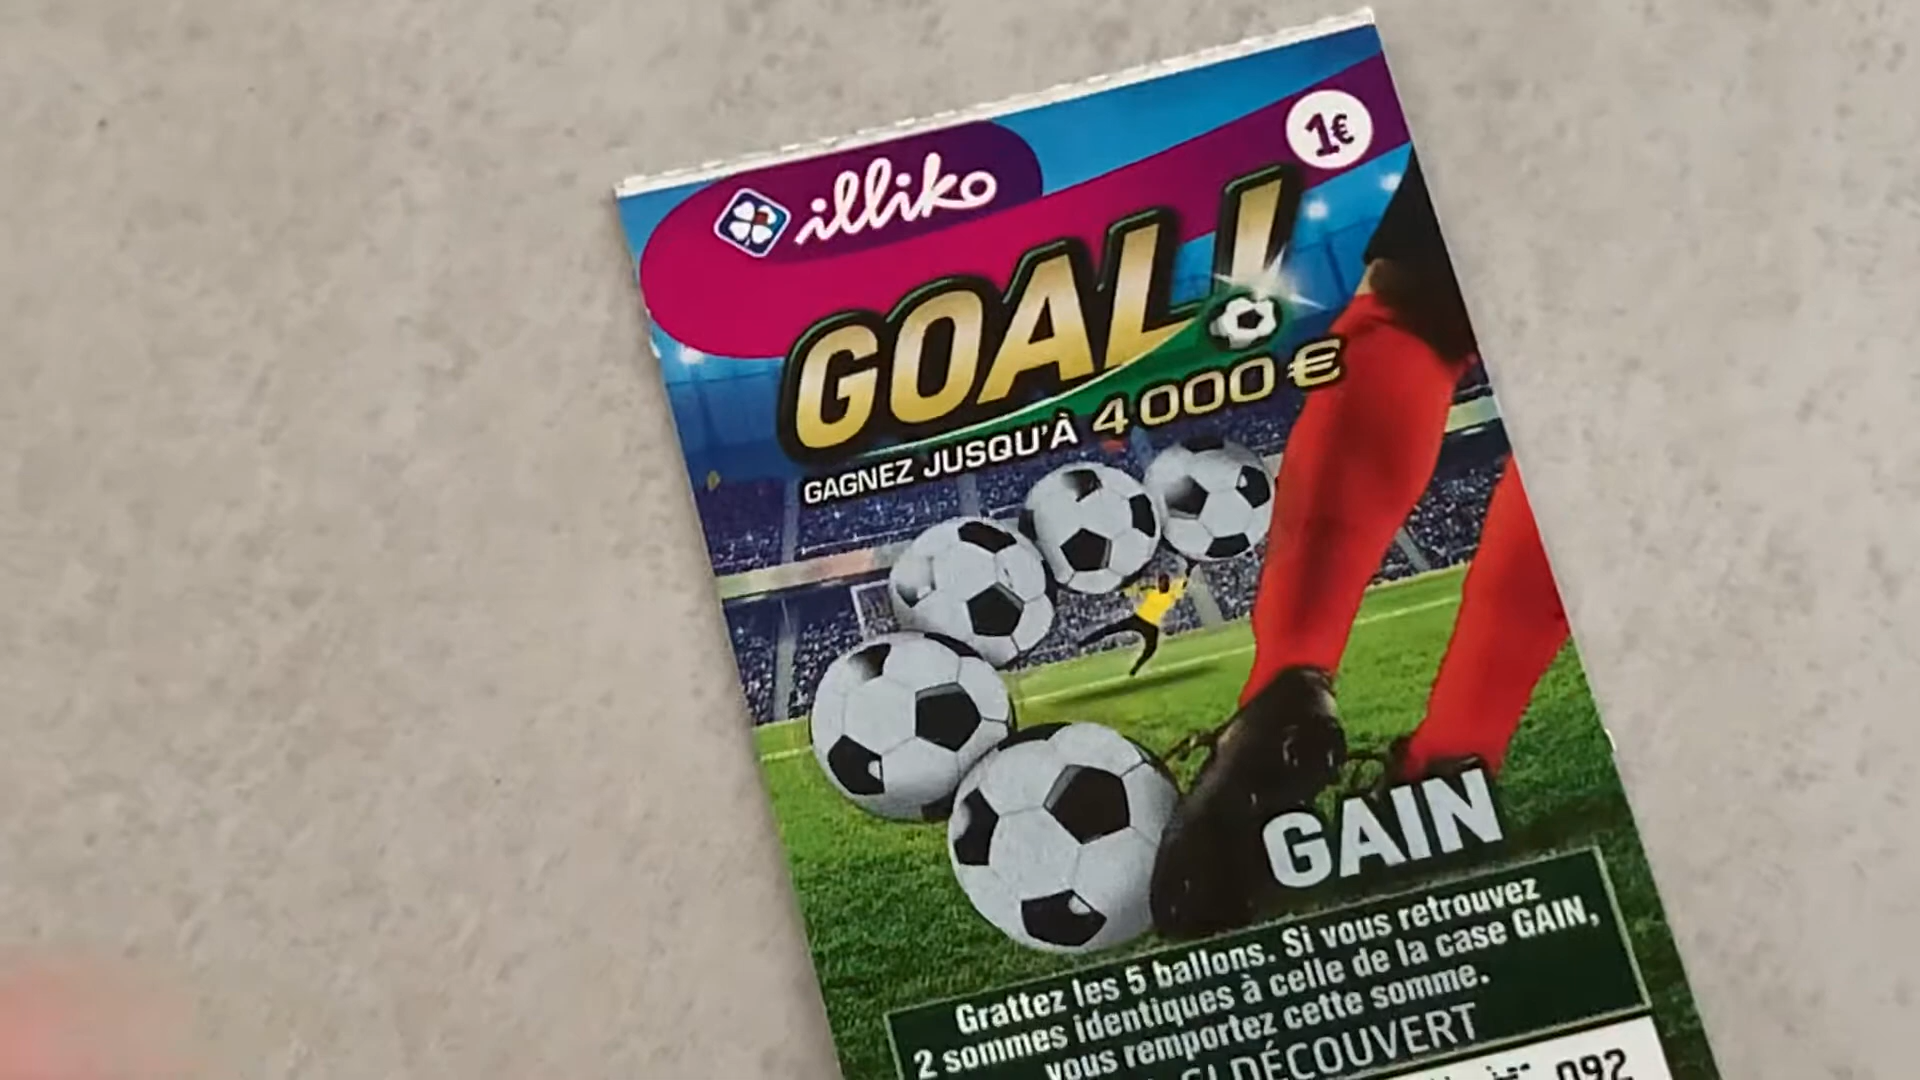 illiko
1€
GOAL!
GAGNEZ JUSQU'À 4 000 €
GAIN
Grattez les 5 ballons. Si vous retrouvez
2 sommes identiques à celle de la case GAIN,
vous remportez cette somme.
SI DÉCOUVERT
092